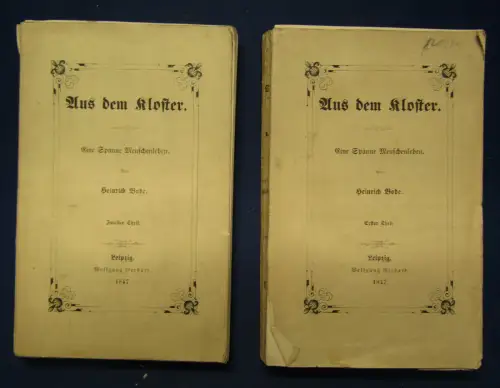 Aus dem Kloster.
Eine Spanne Menschenleben.
Von
Heinrich Bode.
Zweiter Theil.
Leipzig.
Wolfgang Gerhard.
1847.
Aus dem Kloster.
Eine Spanne Menschenleben.
Von
Heinrich Bode.
Erster Theil.
Leipzig.
Wolfgang Gerhard.
1847.